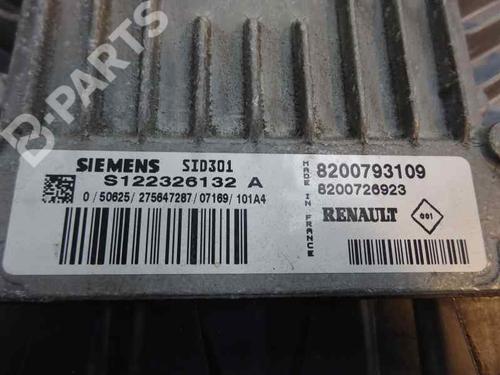 B-PARTS
SIEMENS SID301
S122326132 A
0/50625/275647287/07169/101A4
MADE IN FRANCE
8200793109
8200726923
RENAULT
001